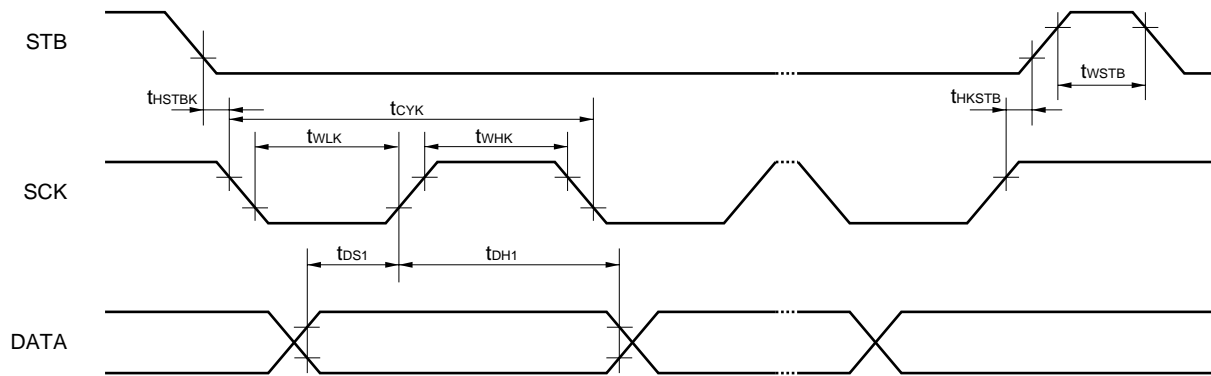 STB
tHSTBK
tCYK
tWSTB
tHKSTB
tWLK
tWHK
SCK
tDS1
tDH1
DATA